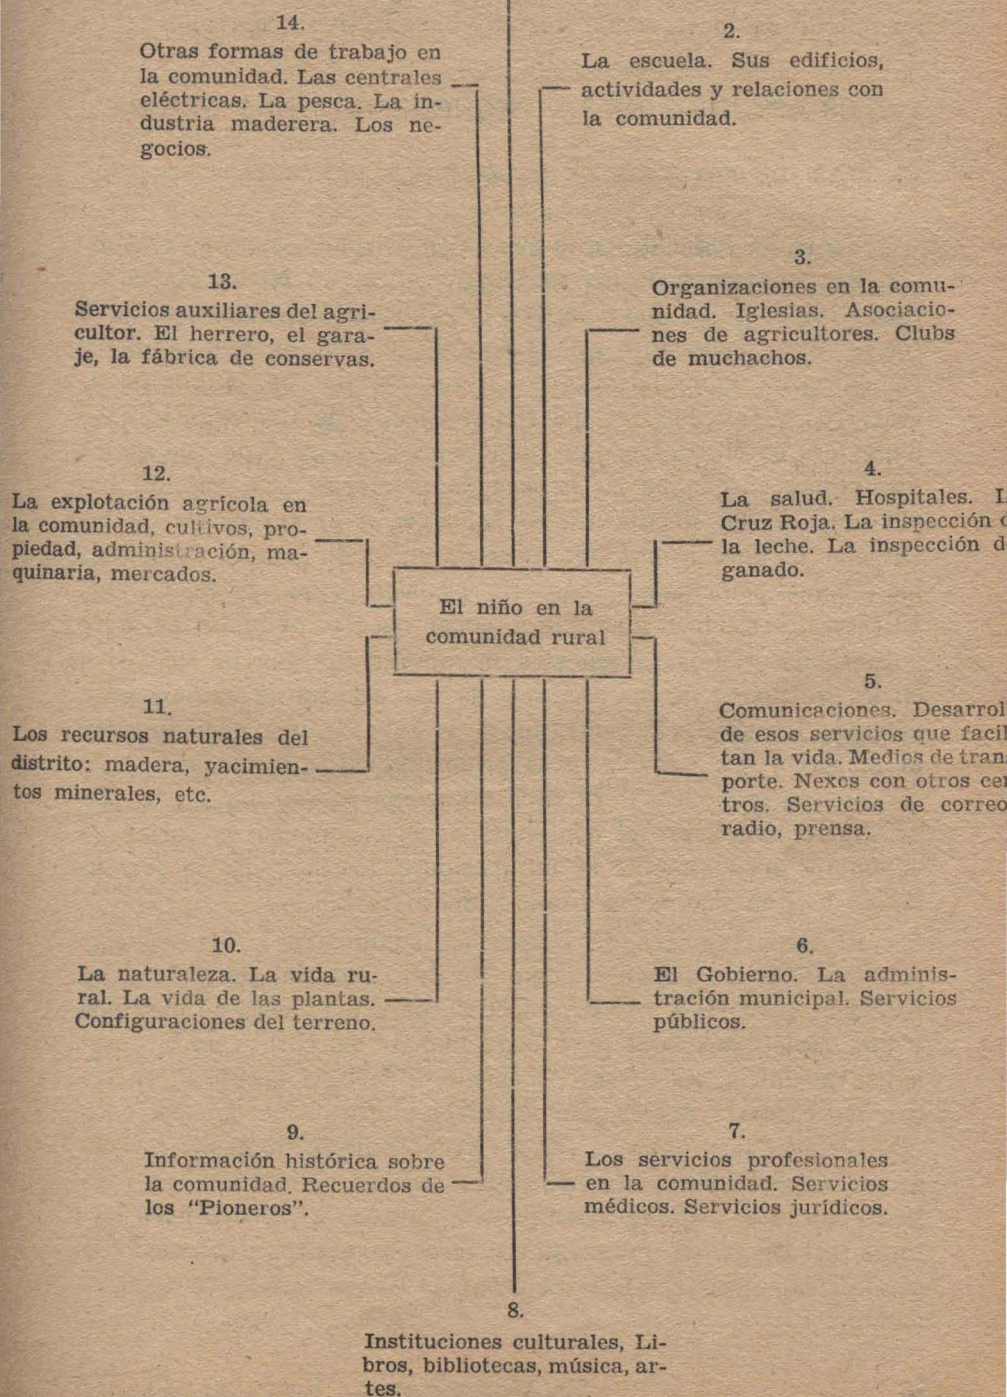 14.
Otras formas de trabajo en
la comunidad. Las centrales
eléctricas. La pesca. La in-
dustria maderera. Los ne-
gocios.
2.
La escuela. Sus edificios,
actividades y relaciones con
la comunidad.
13.
Servicios auxiliares del agri-
cultor. El herrero, el gara-
je, la fábrica de conservas.
3.
Organizaciones en la comu-
nidad. Iglesias. Asociacio-
nes de agricultores. Clubs
de muchachos.
12.
La explotación agrícola en
la comunidad, cultivos, pro-
piedad, administración, ma-
quinaria, mercados.
4.
La salud. Hospitales.
Cruz Roja. La inspección
la leche. La inspección
ganado.
El niño en la
comunidad rural
11.
Los recursos naturales del
distrito: madera, yacimien-
tos minerales, etc.
5.
Comunicaciones. Desarrol
de esos servicios que facil
tan la vida. Medios de tran
porte. Nexos con otros ce
tros. Servicios de correo
radio, prensa.
10.
La naturaleza. La vida ru-
ral. La vida de las plantas.
Configuraciones del terreno.
6.
El Gobierno. La adminis-
tración municipal. Servicios
públicos.
9.
Información histórica sobre
la comunidad. Recuerdos de
los "Pioneros".
7.
Los servicios profesionales
en la comunidad. Servicios
médicos. Servicios jurídicos.
8.
Instituciones culturales, Li-
bros, bibliotecas, música, ar-
tes.